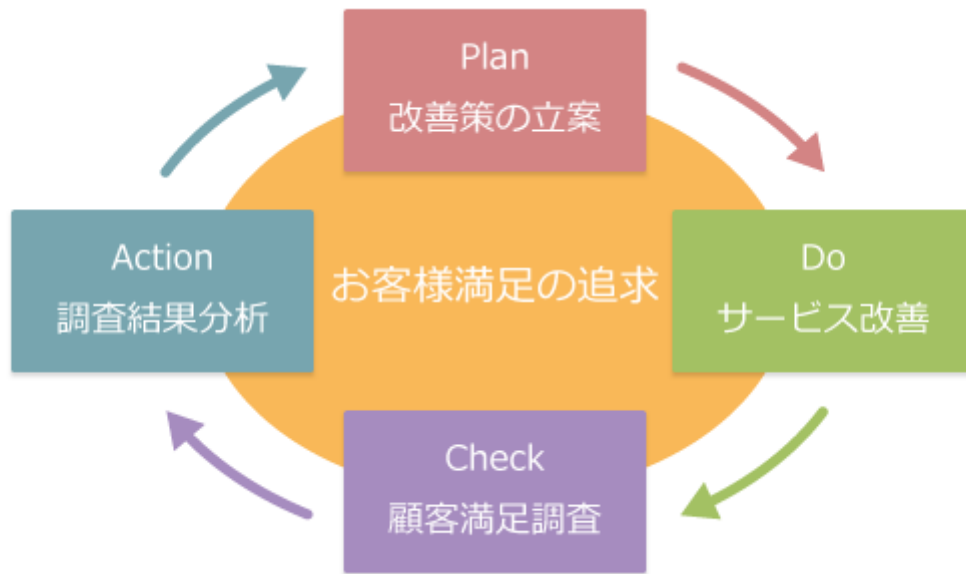 Plan
改善策の立案
Action
調査結果分析
お客様満足の追求
Do
サービス改善
Check
顧客満足調査